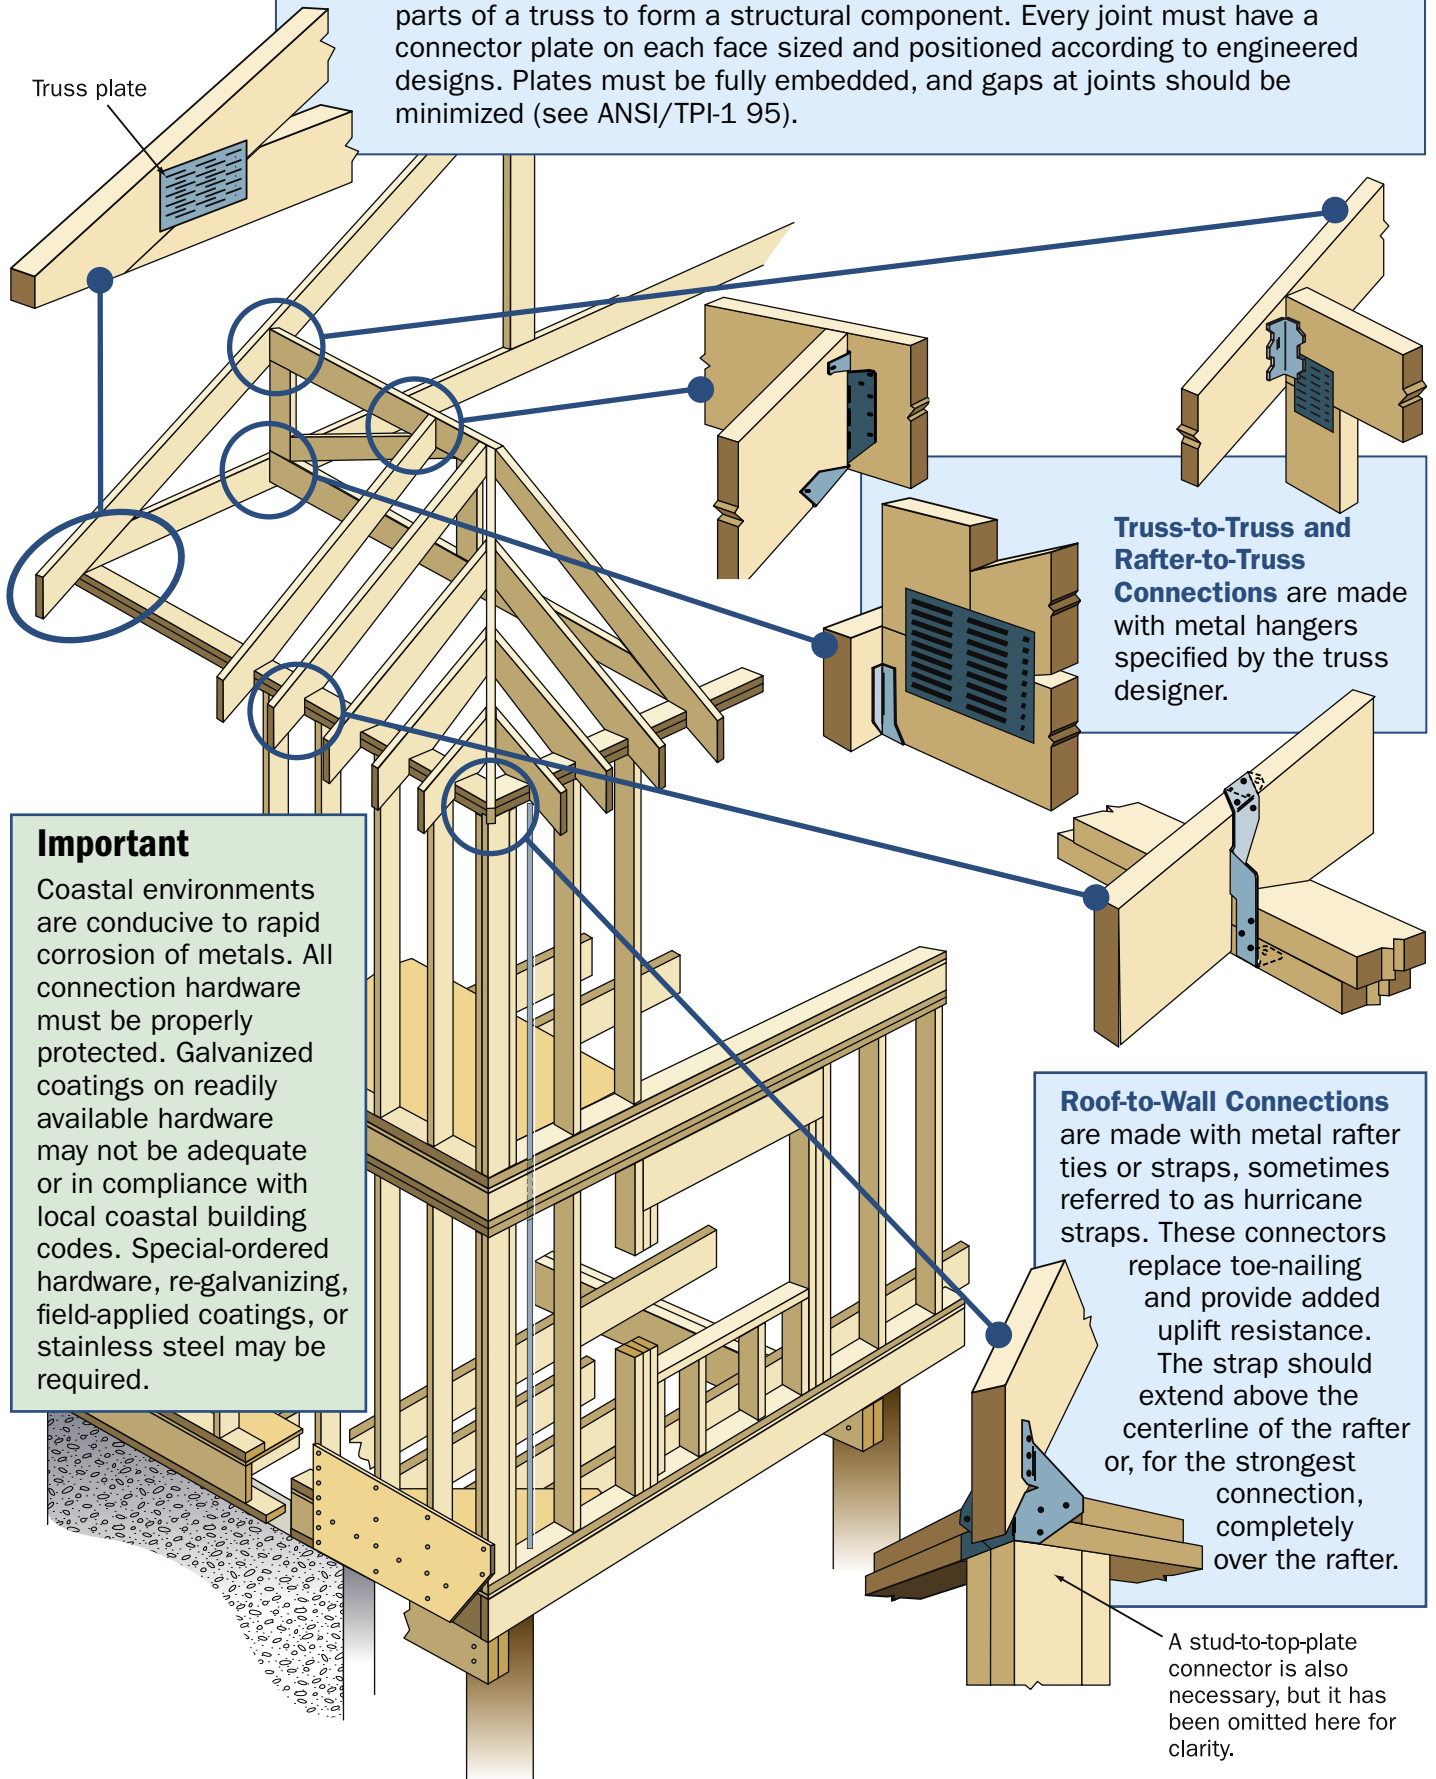 parts of a truss to form a structural component. Every joint must have a
connector plate on each face sized and positioned according to engineered
designs. Plates must be fully embedded, and gaps at joints should be
minimized (see ANSI/TPI-1 95).
Truss plate
Truss-to-Truss and
Rafter-to-Truss
Connections are made
with metal hangers
specified by the truss
designer.
Important
Coastal environments
are conducive to rapid
corrosion of metals. All
connection hardware
must be properly
protected. Galvanized
coatings on readily
available hardware
may not be adequate
or in compliance with
local coastal building
codes. Special-ordered
hardware, re-galvanizing,
field-applied coatings, or
stainless steel may be
required.
Roof-to-Wall Connections
are made with metal rafter
ties or straps, sometimes
referred to as hurricane
straps. These connectors
replace toe-nailing
and provide added
uplift resistance.
The strap should
extend above the
centerline of the rafter
or, for the strongest
connection,
completely
over the rafter.
A stud-to-top-plate
connector is also
necessary, but it has
been omitted here for
clarity.